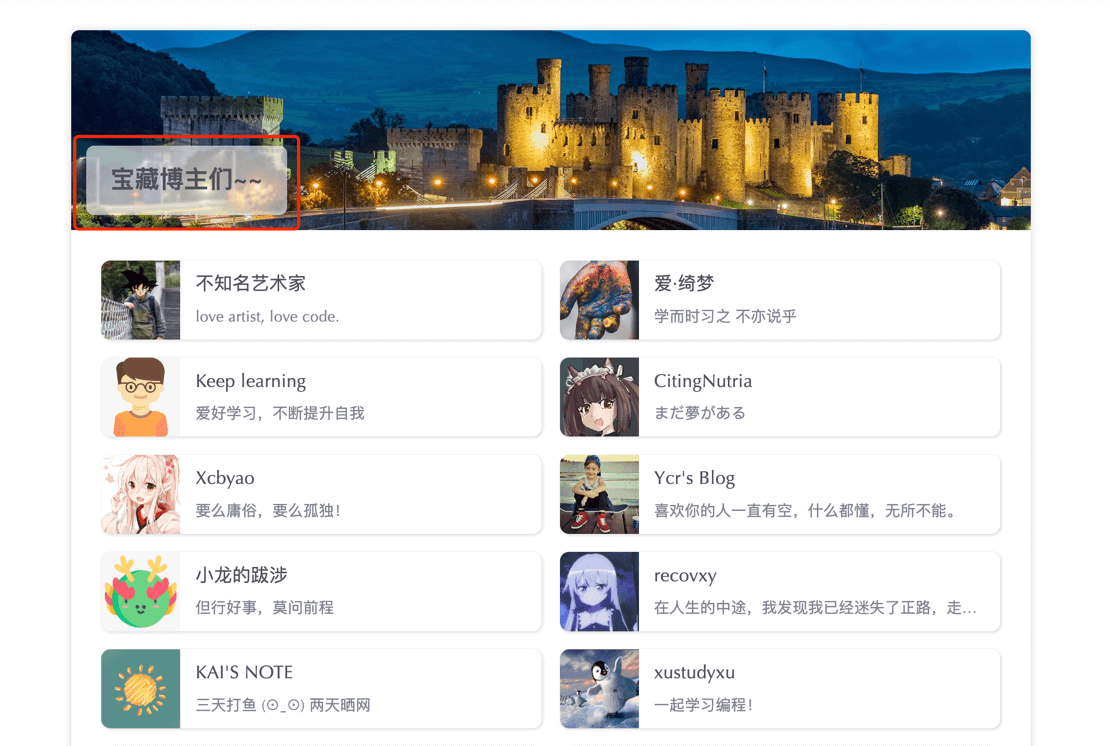 宝藏博主们~~
不知名艺术家
love artist, love code.
爱·绮梦
学而时习之 不亦说乎
Keep learning
爱好学习，不断提升自我
CitingNutria
まだ夢がある
Xcbyao
要么庸俗，要么孤独！
Ycr's Blog
喜欢你的人一直有空，什么都懂，无所不能。
小龙的跋涉
但行好事，莫问前程
recovxy
在人生的中途，我发现我已经迷失了正路，走…
KAI'S NOTE
三天打鱼 (⊙_⊙) 两天晒网
xustudyxu
一起学习编程！